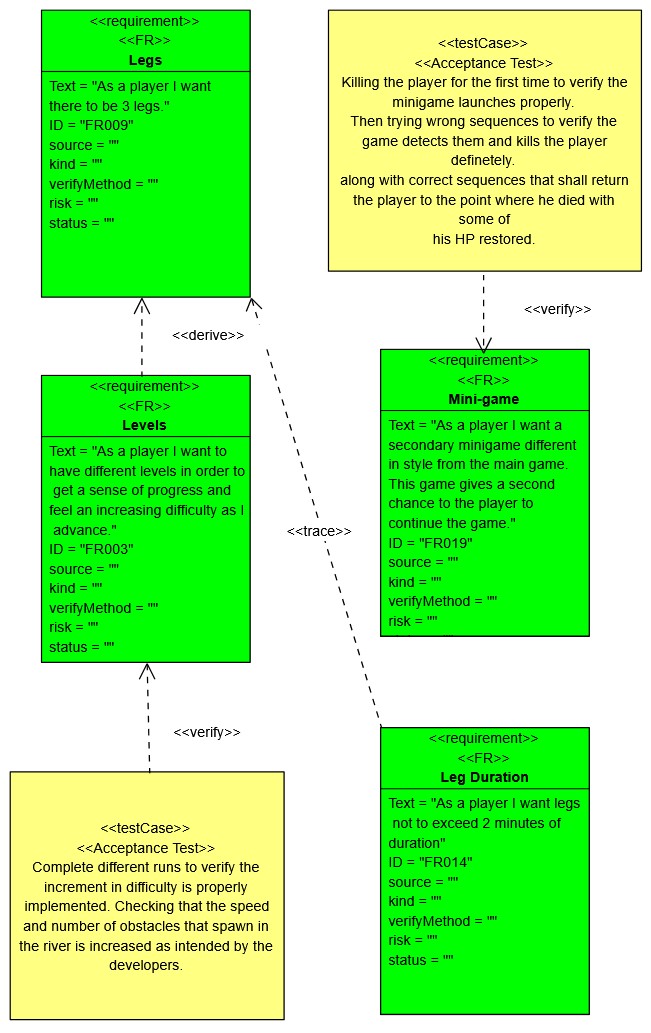 <<requirement>>
<<FR>>
Legs
Text = "As a player I want
there to be 3 legs."
ID = "FR009"
source = ""
kind = ""
verifyMethod = ""
risk = ""
status = ""
<<testCase>>
<<Acceptance Test>>
Killing the player for the first time to verify the
minigame launches properly.
Then trying wrong sequences to verify the
game detects them and kills the player
definetely.
along with correct sequences that shall return
the player to the point where he died with
some of
his HP restored.
<<derive>>
<<verify>>
<<requirement>>
<<FR>>
Levels
Text = "As a player I want to
have different levels in order to
get a sense of progress and
feel an increasing difficulty as I
advance."
ID = "FR003"
source = ""
kind = ""
verifyMethod = ""
risk = ""
status = ""
<<requirement>>
<<FR>>
Mini-game
Text = "As a player I want a
secondary minigame different
in style from the main game.
This game gives a second
chance to the player to
continue the game."
ID = "FR019"
source = ""
kind = ""
verifyMethod = ""
risk = ""
<<trace>>
<<verify>>
<<testCase>>
<<Acceptance Test>>
Complete different runs to verify the
increment in difficulty is properly
implemented. Checking that the speed
and number of obstacles that spawn in
the river is increased as intended by the
developers.
<<requirement>>
<<FR>>
Leg Duration
Text = "As a player I want legs
not to exceed 2 minutes of
duration"
ID = "FR014"
source = ""
kind = ""
verifyMethod = ""
risk = ""
status = ""